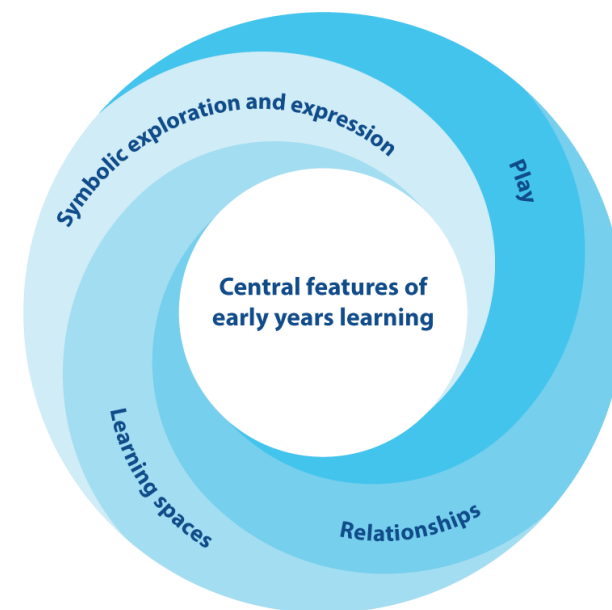 Symbolic exploration and expression
Play
Central features of
early years learning
Learning spaces
Relationships